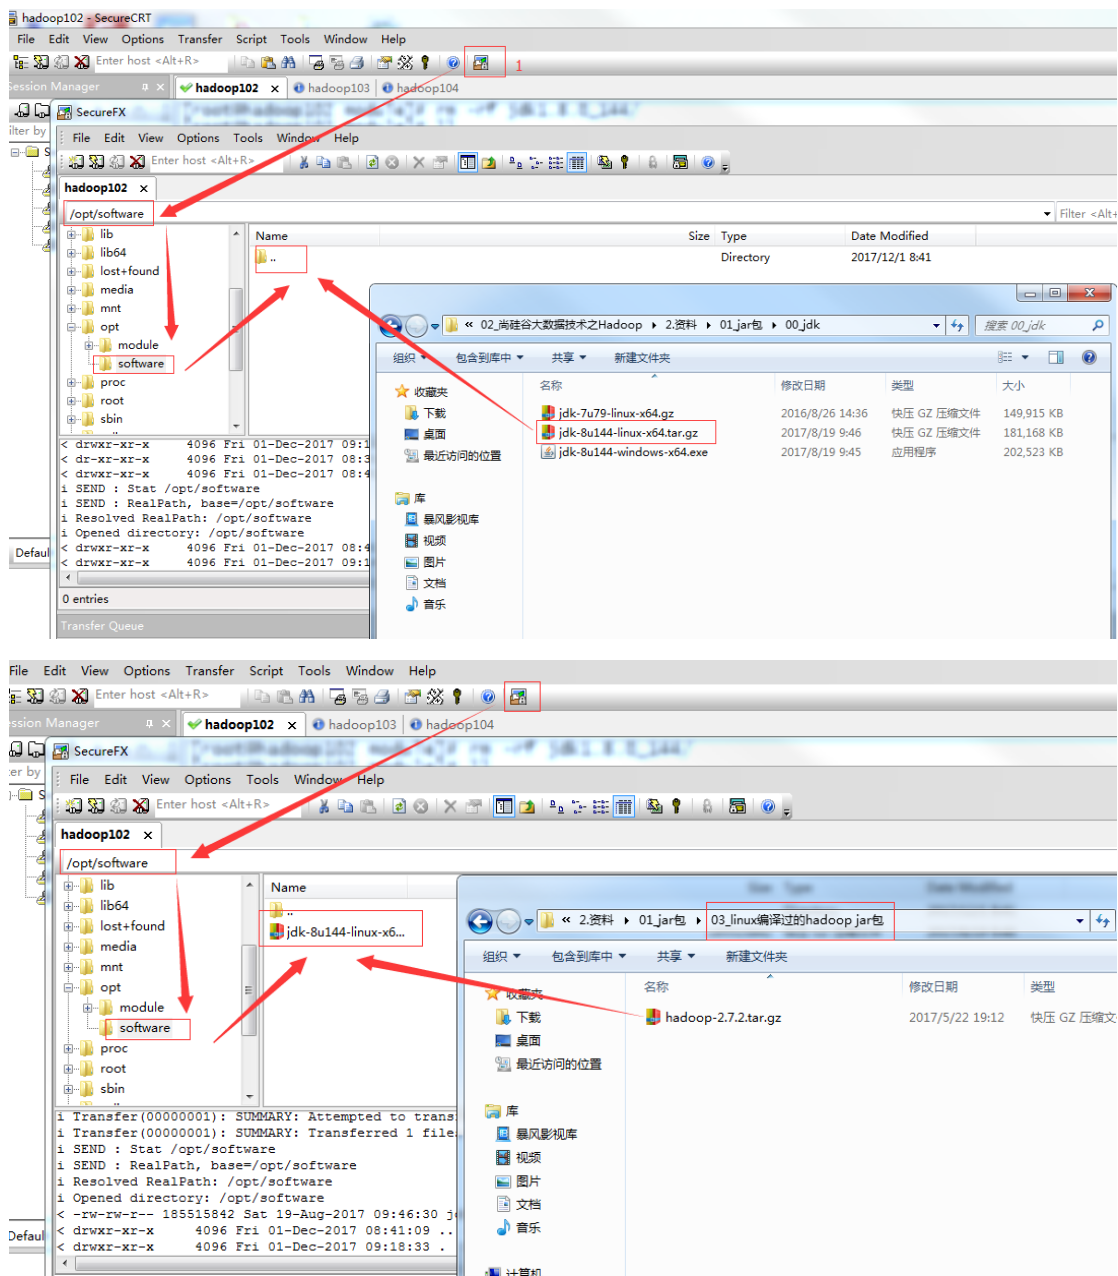 hadoop102 - SecureCRT
File Edit View Options Transfer Script Tools Window Help
Enter host <Alt+R>
1
Session Manager
hadoop102 hadoop103 hadoop104
SecureFX
File Edit View Options Tools Window Help
Enter host <Alt+R>
hadoop102
/opt/software
Filter <Alt+
lib
lib64
lost+found
media
mnt
opt
module
software
proc
root
sbin
Name Size Type Date Modified
.. Directory 2017/12/1 8:41
« 02_尚硅谷大数据技术之Hadoop 2.资料 01_jar包 00_jdk
搜索 00_jdk
组织 包含到库中 共享 新建文件夹
收藏夹
下载
桌面
最近访问的位置
库
暴风影视库
视频
图片
文档
音乐
名称 修改日期 类型 大小
jdk-7u79-linux-x64.gz 2016/8/26 14:36 快压 GZ 压缩文件 149,915 KB
jdk-8u144-linux-x64.tar.gz 2017/8/19 9:46 快压 GZ 压缩文件 181,168 KB
jdk-8u144-windows-x64.exe 2017/8/19 9:45 应用程序 202,523 KB
< drwxr-xr-x 4096 Fri 01-Dec-2017 09:1
< dr-xr-xr-x 4096 Fri 01-Dec-2017 08:3
< drwxr-xr-x 4096 Fri 01-Dec-2017 08:4
i SEND : Stat /opt/software
i SEND : RealPath, base=/opt/software
i Resolved RealPath: /opt/software
i Opened directory: /opt/software
< drwxr-xr-x 4096 Fri 01-Dec-2017 08:4
< drwxr-xr-x 4096 Fri 01-Dec-2017 09:1
Defaul
0 entries
Transfer Queue
File Edit View Options Transfer Script Tools Window Help
Enter host <Alt+R>
ession Manager
hadoop102 hadoop103 hadoop104
SecureFX
File Edit View Options Tools Window Help
Enter host <Alt+R>
hadoop102
/opt/software
lib
lib64
lost+found
media
mnt
opt
module
software
proc
root
sbin
Name
..
jdk-8u144-linux-x6...
« 2.资料 01_jar包 03_linux编译过的hadoop jar包
组织 包含到库中 共享 新建文件夹
收藏夹
下载
桌面
最近访问的位置
库
暴风影视库
视频
图片
文档
音乐
计算机
名称 修改日期 类型
hadoop-2.7.2.tar.gz 2017/5/22 19:12 快压 GZ 压缩文
i Transfer(00000001): SUMMARY: Attempted to trans
i Transfer(00000001): SUMMARY: Transferred 1 file
i SEND : Stat /opt/software
i SEND : RealPath, base=/opt/software
i Resolved RealPath: /opt/software
i Opened directory: /opt/software
< -rw-rw-r-- 185515842 Sat 19-Aug-2017 09:46:30 j
< drwxr-xr-x 4096 Fri 01-Dec-2017 08:41:09 ..
< drwxr-xr-x 4096 Fri 01-Dec-2017 09:18:33 .
Defaul